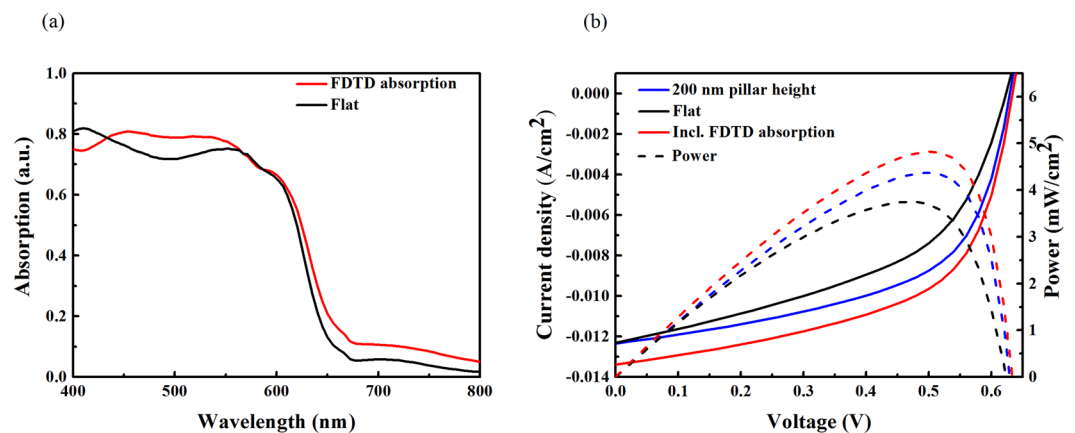 (a)
(b)
1.0
0.8
0.6
0.4
0.2
0.0
400
500
600
700
800
Absorption (a.u.)
Wavelength (nm)
FDTD absorption
Flat
0.000
-0.002
-0.004
-0.006
-0.008
-0.010
-0.012
-0.014
0.0
0.1
0.2
0.3
0.4
0.5
0.6
Current density (A/cm²)
Voltage (V)
200 nm pillar height
Flat
Incl. FDTD absorption
Power
6
5
4
3
2
1
0
Power (mW/cm²)